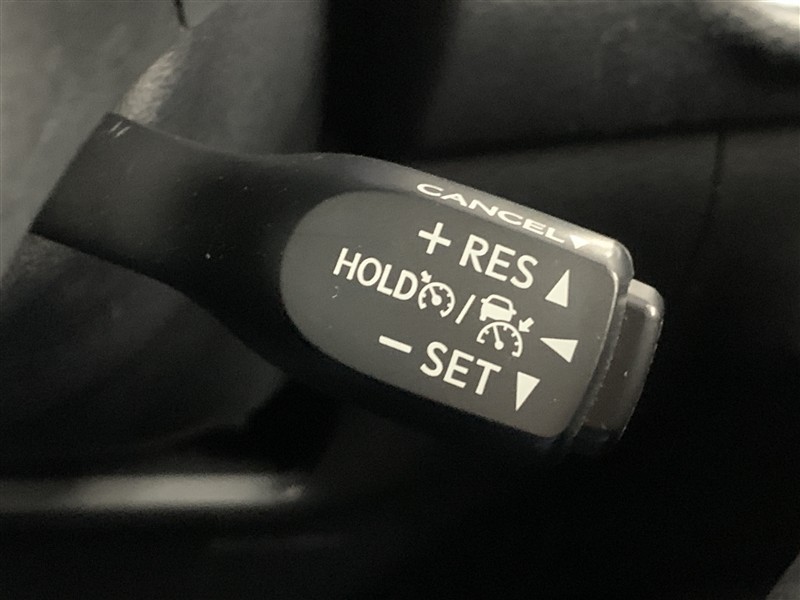 CANCEL
+ RES
HOLD /
− SET